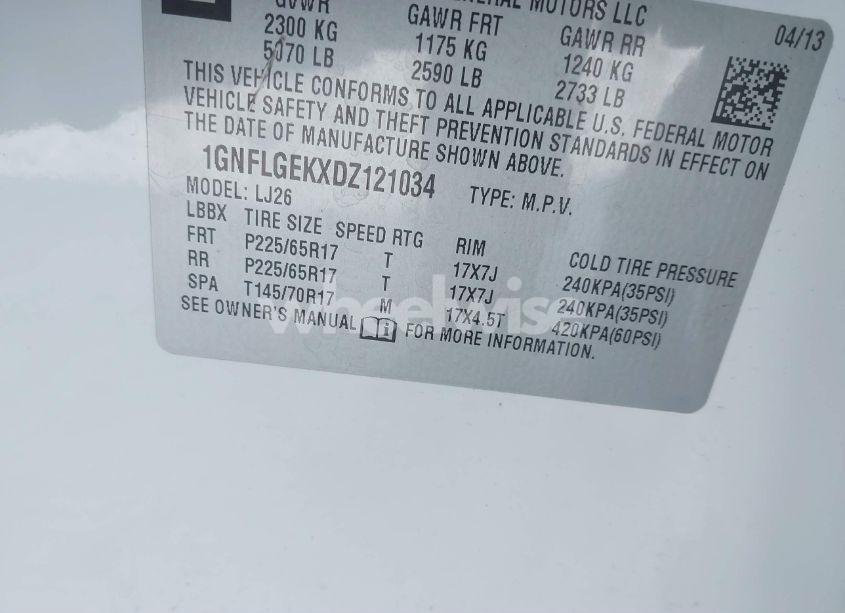 GENERAL MOTORS LLC
04/13
GVWR GAWR FRT GAWR RR
2300 KG 1175 KG 1240 KG
5070 LB 2590 LB 2733 LB
THIS VEHICLE CONFORMS TO ALL APPLICABLE U.S. FEDERAL MOTOR
VEHICLE SAFETY AND THEFT PREVENTION STANDARDS IN EFFECT ON
THE DATE OF MANUFACTURE SHOWN ABOVE.
1GNFLGEKXDZ121034 TYPE: M.P.V.
MODEL: LJ26
LBBX TIRE SIZE SPEED RTG RIM COLD TIRE PRESSURE
FRT P225/65R17 T 17X7J 240KPA(35PSI)
RR P225/65R17 T 17X7J 240KPA(35PSI)
SPA T145/70R17 M 17X4.5T 420KPA(60PSI)
SEE OWNER'S MANUAL FOR MORE INFORMATION.
wheelwise